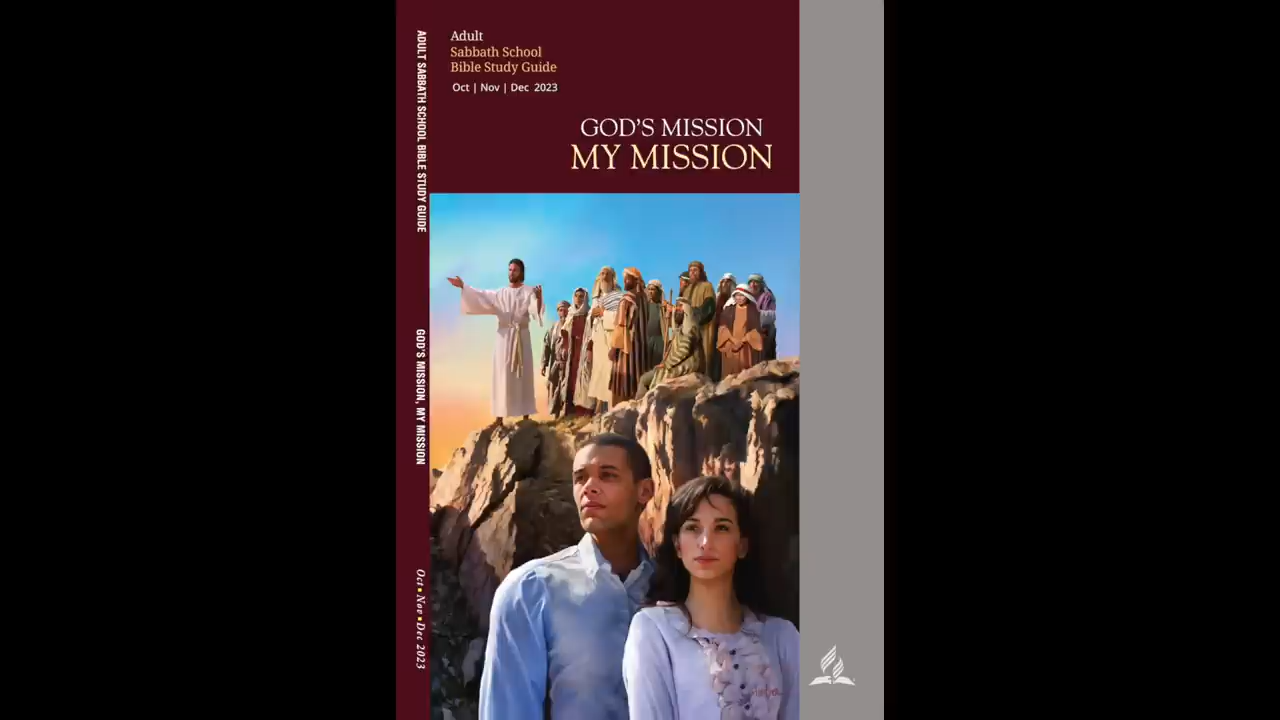 Adult
Sabbath School
Bible Study Guide
Oct | Nov | Dec 2023
GOD'S MISSION
MY MISSION
ADULT SABBATH SCHOOL BIBLE STUDY GUIDE
GOD'S MISSION, MY MISSION
Oct • Nov • Dec 2023